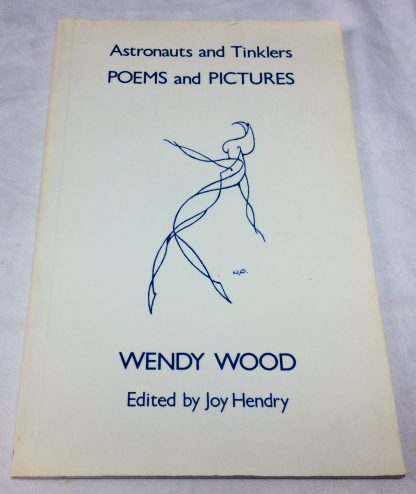 Astronauts and Tinklers
POEMS and PICTURES
W.W.
WENDY WOOD
Edited by Joy Hendry